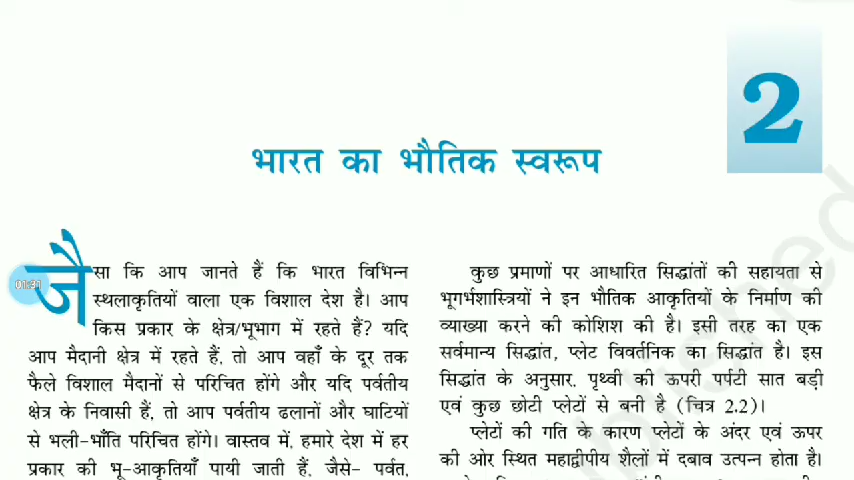 2
भारत का भौतिक स्वरूप
जैसा कि आप जानते हैं कि भारत विभिन्न
स्थलाकृतियों वाला एक विशाल देश है। आप
किस प्रकार के क्षेत्र/भूभाग में रहते हैं? यदि
आप मैदानी क्षेत्र में रहते हैं, तो आप वहाँ के दूर तक
फैले विशाल मैदानों से परिचित होंगे और यदि पर्वतीय
क्षेत्र के निवासी हैं, तो आप पर्वतीय ढलानों और घाटियों
से भली-भाँति परिचित होंगे। वास्तव में, हमारे देश में हर
प्रकार की भू-आकृतियाँ पायी जाती हैं, जैसे- पर्वत,
कुछ प्रमाणों पर आधारित सिद्धांतों की सहायता से
भूगर्भशास्त्रियों ने इन भौतिक आकृतियों के निर्माण की
व्याख्या करने की कोशिश की है। इसी तरह का एक
सर्वमान्य सिद्धांत, प्लेट विवर्तनिक का सिद्धांत है। इस
सिद्धांत के अनुसार, पृथ्वी की ऊपरी पर्पटी सात बड़ी
एवं कुछ छोटी प्लेटों से बनी है (चित्र 2.2)।
प्लेटों की गति के कारण प्लेटों के अंदर एवं ऊपर
की ओर स्थित महाद्वीपीय शैलों में दबाव उत्पन्न होता है।
01:31